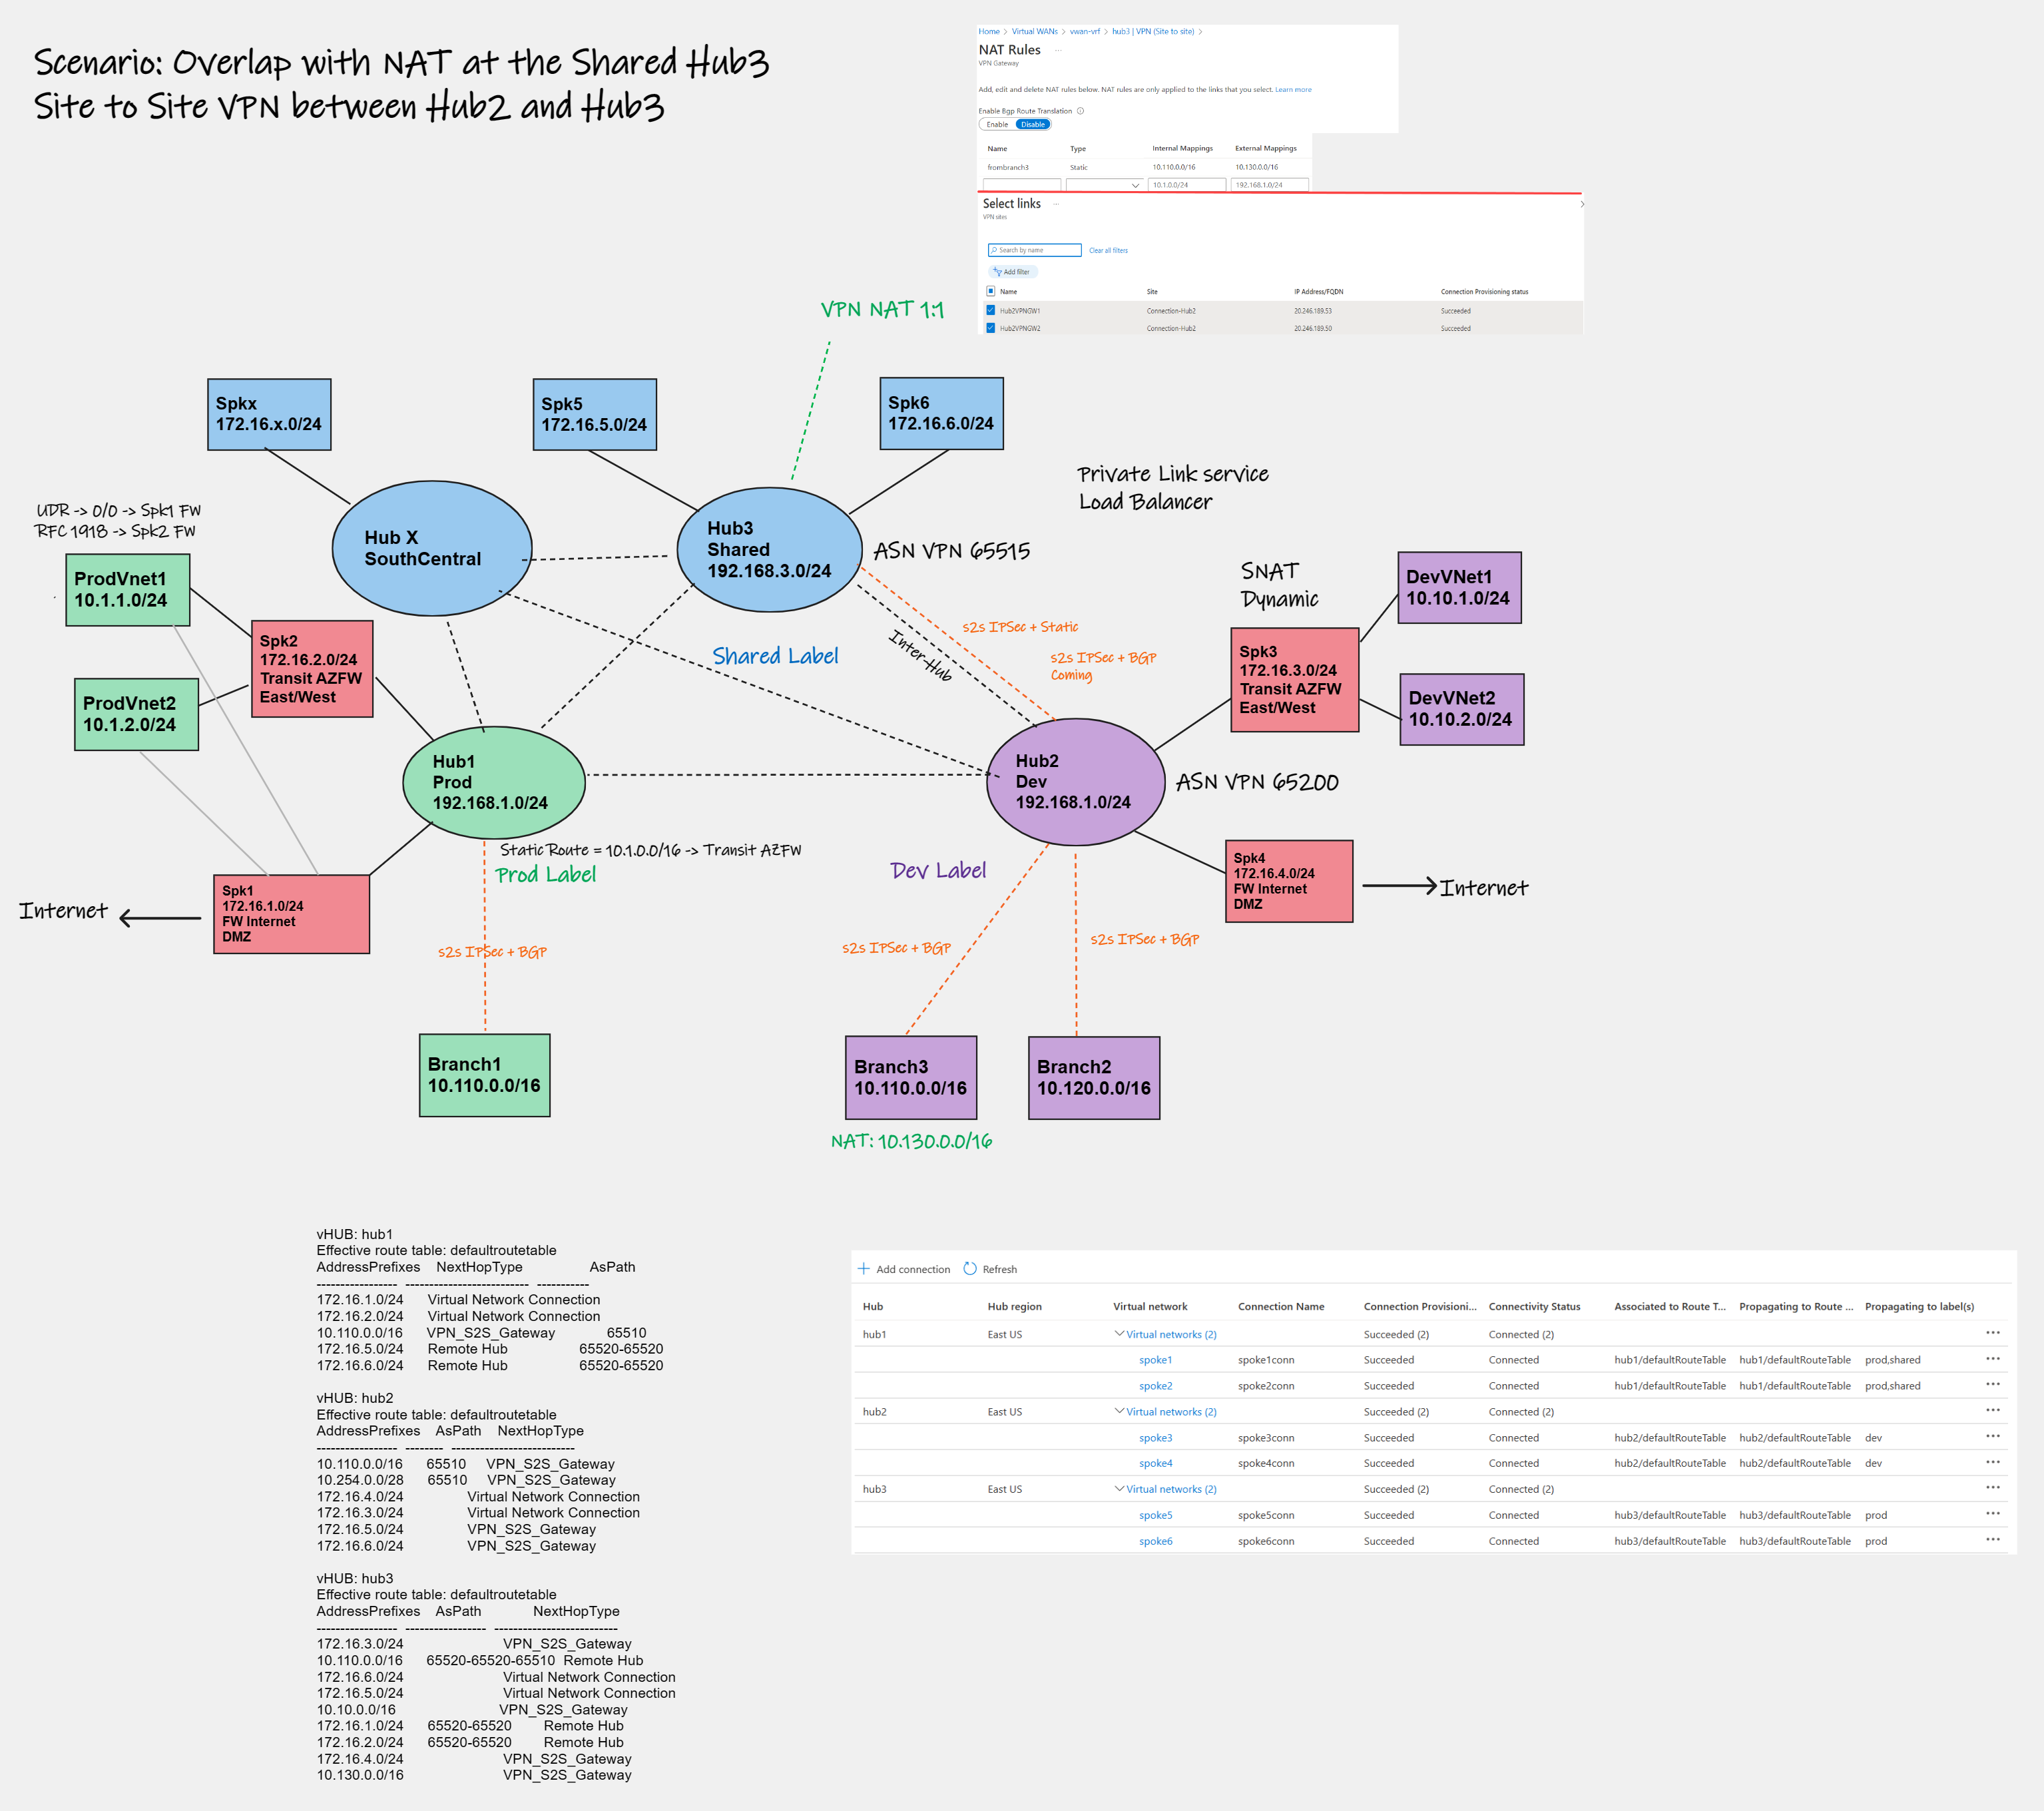 Scenario: Overlap with NAT at the Shared Hub3
Site to Site VPN between Hub2 and Hub3
Home > Virtual WANs > vwan-vrf > hub3 | VPN (Site to site) >
NAT Rules ...
VPN Gateway
Add, edit and delete NAT rules below. NAT rules are only applied to the links that you select. Learn more
Enable Bgp Route Translation
Enable Disable
Name Type Internal Mappings External Mappings
frombranch3 Static 10.110.0.0/16 10.130.0.0/16
10.1.0.0/24 192.168.1.0/24
Select links ...
VPN sites
Search by name Clear all filters
Add filter
Name Site IP Address/FQDN Connection Provisioning status
Hub2VPNGW1 Connection-Hub2 20.246.189.53 Succeeded
Hub2VPNGW2 Connection-Hub2 20.246.189.50 Succeeded
VPN NAT 1:1
Spkx
172.16.x.0/24
Spk5
172.16.5.0/24
Spk6
172.16.6.0/24
Private Link service
Load Balancer
UDR -> 0/0 -> Spk1 FW
RFC 1918 -> Spk2 FW
Hub X
SouthCentral
Hub3
Shared
192.168.3.0/24
ASN VPN 65515
SNAT
Dynamic
ProdVnet1
10.1.1.0/24
DevVNet1
10.10.1.0/24
Spk2
172.16.2.0/24
Transit AZFW
East/West
Shared Label
Inter-Hub
s2s IPSec + Static
s2s IPSec + BGP
Coming
Spk3
172.16.3.0/24
Transit AZFW
East/West
ProdVnet2
10.1.2.0/24
DevVNet2
10.10.2.0/24
Hub1
Prod
192.168.1.0/24
Hub2
Dev
192.168.1.0/24
ASN VPN 65200
Static Route = 10.1.0.0/16 -> Transit AZFW
Prod Label
Dev Label
Internet
Spk1
172.16.1.0/24
FW Internet
DMZ
Spk4
172.16.4.0/24
FW Internet
DMZ
Internet
s2s IPSec + BGP
s2s IPSec + BGP
s2s IPSec + BGP
Branch1
10.110.0.0/16
Branch3
10.110.0.0/16
Branch2
10.120.0.0/16
NAT: 10.130.0.0/16
vHUB: hub1
Effective route table: defaultroutetable
AddressPrefixes NextHopType AsPath
----------------- -------------------------- -----------
172.16.1.0/24 Virtual Network Connection
172.16.2.0/24 Virtual Network Connection
10.110.0.0/16 VPN_S2S_Gateway 65510
172.16.5.0/24 Remote Hub 65520-65520
172.16.6.0/24 Remote Hub 65520-65520
vHUB: hub2
Effective route table: defaultroutetable
AddressPrefixes AsPath NextHopType
----------------- -------- --------------------------
10.110.0.0/16 65510 VPN_S2S_Gateway
10.254.0.0/28 65510 VPN_S2S_Gateway
172.16.4.0/24 Virtual Network Connection
172.16.3.0/24 Virtual Network Connection
172.16.5.0/24 VPN_S2S_Gateway
172.16.6.0/24 VPN_S2S_Gateway
vHUB: hub3
Effective route table: defaultroutetable
AddressPrefixes AsPath NextHopType
----------------- ----------------- --------------------------
172.16.3.0/24 VPN_S2S_Gateway
10.110.0.0/16 65520-65520-65510 Remote Hub
172.16.6.0/24 Virtual Network Connection
172.16.5.0/24 Virtual Network Connection
10.10.0.0/16 VPN_S2S_Gateway
172.16.1.0/24 65520-65520 Remote Hub
172.16.2.0/24 65520-65520 Remote Hub
172.16.4.0/24 VPN_S2S_Gateway
10.130.0.0/16 VPN_S2S_Gateway
Add connection Refresh
Hub Hub region Virtual network Connection Name Connection Provisioni... Connectivity Status Associated to Route T... Propagating to Route ... Propagating to label(s)
hub1 East US Virtual networks (2) Succeeded (2) Connected (2) ...
spoke1 spoke1conn Succeeded Connected hub1/defaultRouteTable hub1/defaultRouteTable prod,shared ...
spoke2 spoke2conn Succeeded Connected hub1/defaultRouteTable hub1/defaultRouteTable prod,shared ...
hub2 East US Virtual networks (2) Succeeded (2) Connected (2) ...
spoke3 spoke3conn Succeeded Connected hub2/defaultRouteTable hub2/defaultRouteTable dev ...
spoke4 spoke4conn Succeeded Connected hub2/defaultRouteTable hub2/defaultRouteTable dev ...
hub3 East US Virtual networks (2) Succeeded (2) Connected (2) ...
spoke5 spoke5conn Succeeded Connected hub3/defaultRouteTable hub3/defaultRouteTable prod ...
spoke6 spoke6conn Succeeded Connected hub3/defaultRouteTable hub3/defaultRouteTable prod ...